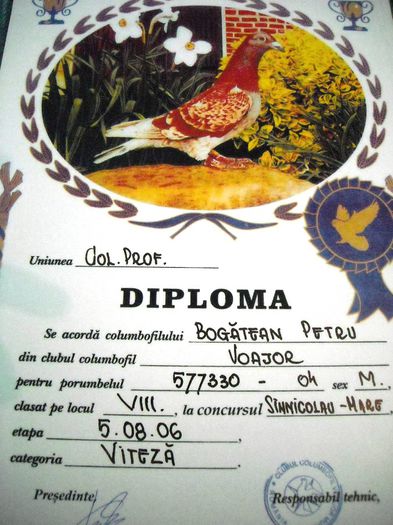 Uniunea Col. Prof.
DIPLOMA
Se acordă columbofilului BOGĂTEAN PETRU
din clubul columbofil VOAJOR
pentru porumbelul 577330 - 04 sex M.,
clasat pe locul VIII. , la concursul SÎNNICOLAU-MARE,
etapa 5.08.06
categoria VITEZĂ
Președinte, Responsabil tehnic,